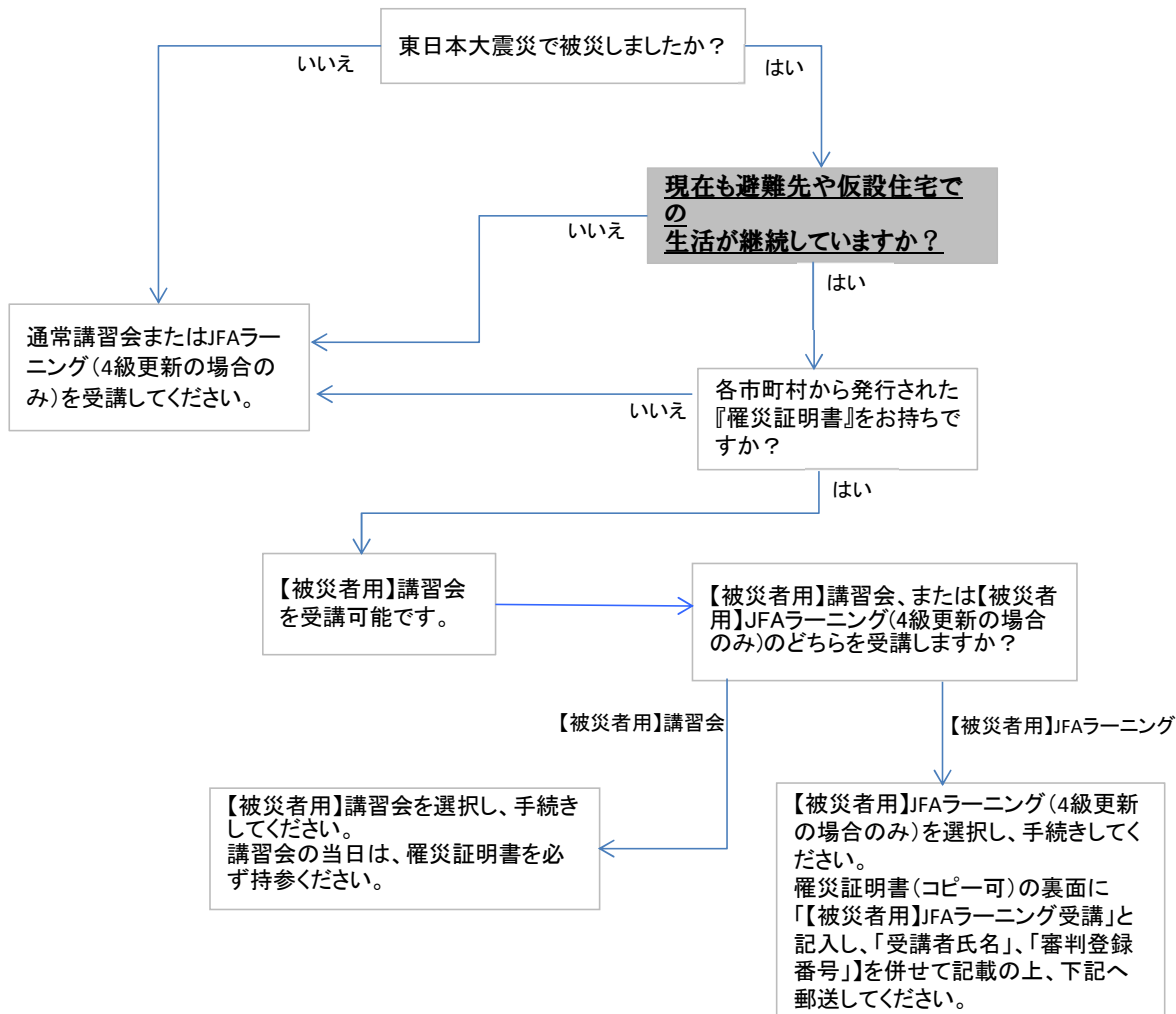 東日本大震災で被災しましたか？
いいえ
はい
現在も避難先や仮設住宅で
の
生活が継続していますか？
いいえ
はい
通常講習会またはJFAラー
ニング（4級更新の場合の
み）を受講してください。
各市町村から発行された
『罹災証明書』をお持ちで
すか？
いいえ
はい
【被災者用】講習会
を受講可能です。
【被災者用】講習会、または【被災者
用】JFAラーニング(4級更新の場合
のみ)のどちらを受講しますか？
【被災者用】講習会
【被災者用】JFAラーニング
【被災者用】講習会を選択し、手続き
してください。
講習会の当日は、罹災証明書を必
ず持参ください。
【被災者用】JFAラーニング（4級更新
の場合のみ）を選択し、手続きしてく
ださい。
罹災証明書（コピー可）の裏面に
「【被災者用】JFAラーニング受講」と
記入し、「受講者氏名」、「審判登録
番号」】を併せて記載の上、下記へ
郵送してください。